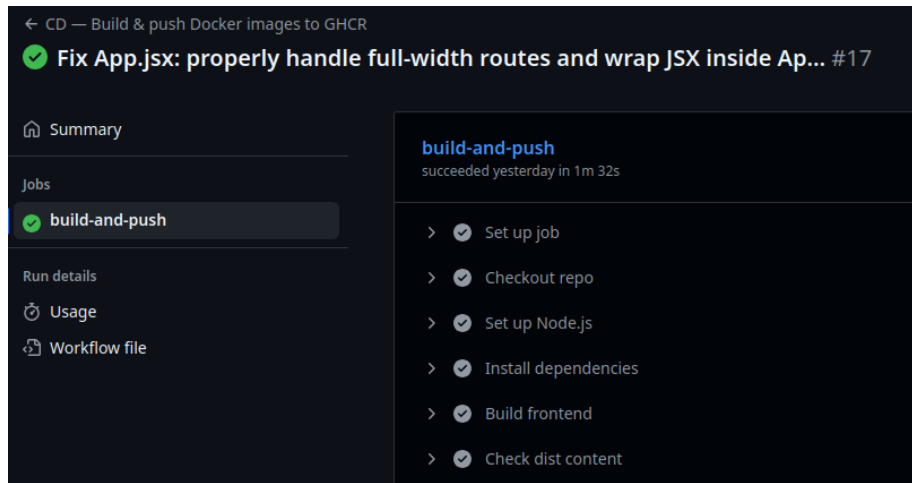 ← CD — Build & push Docker images to GHCR
Fix App.jsx: properly handle full-width routes and wrap JSX inside Ap... #17
Summary
Jobs
build-and-push
Run details
Usage
Workflow file
build-and-push
succeeded yesterday in 1m 32s
Set up job
Checkout repo
Set up Node.js
Install dependencies
Build frontend
Check dist content